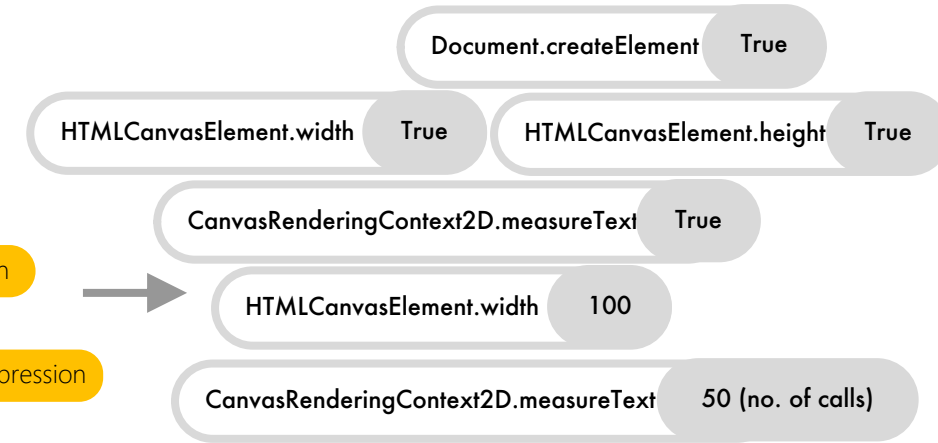 Document.createElement True
HTMLCanvasElement.width True HTMLCanvasElement.height True
CanvasRenderingContext2D.measureText True
HTMLCanvasElement.width 100
pression
CanvasRenderingContext2D.measureText 50 (no. of calls)